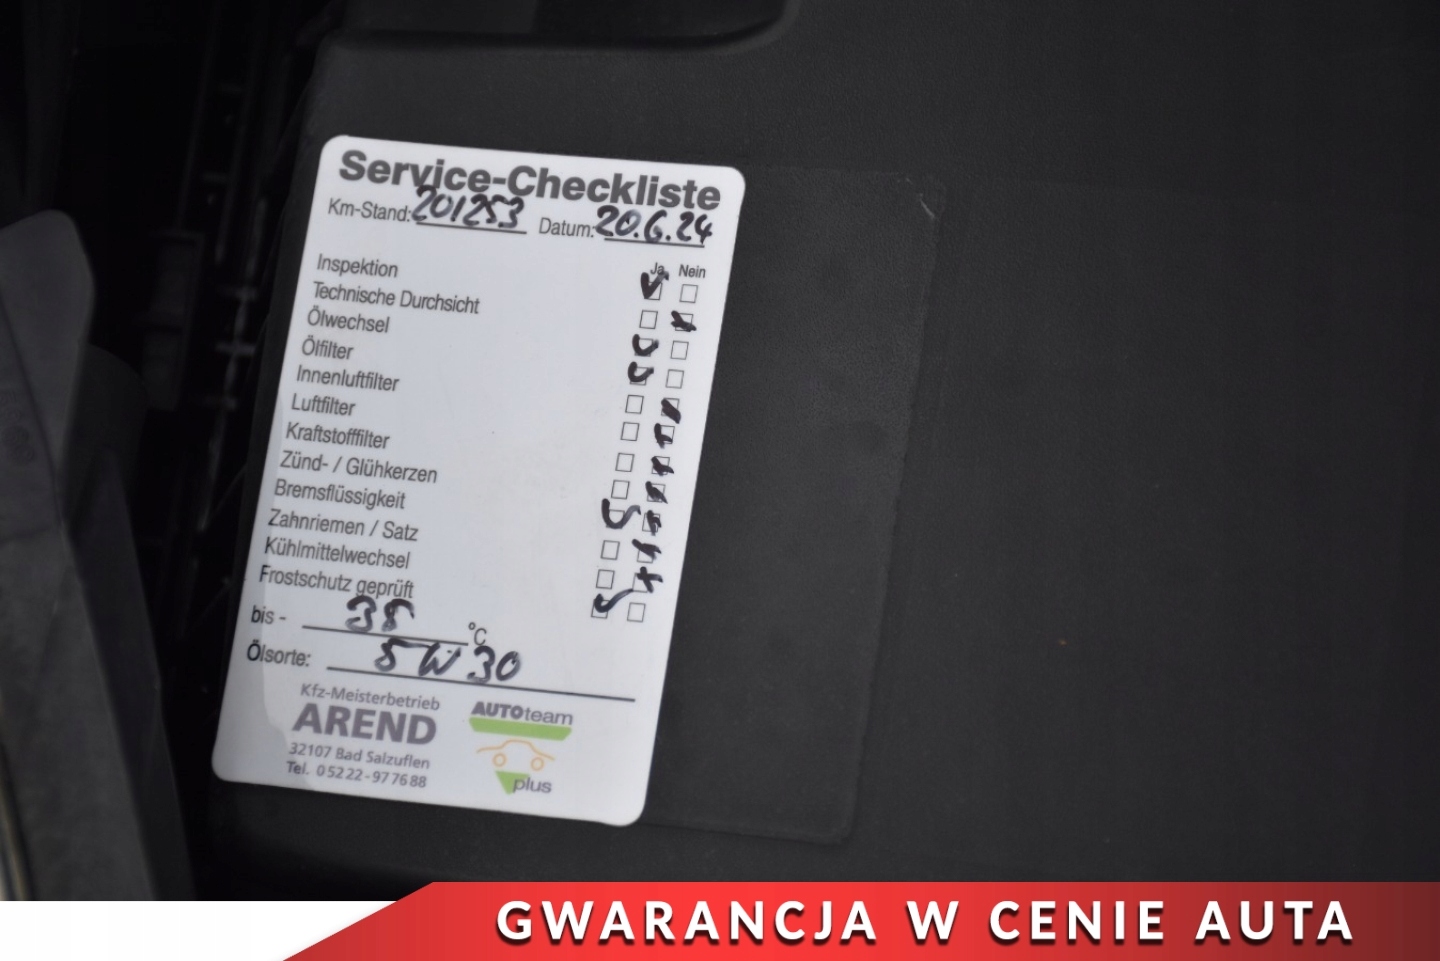 Service-Checkliste
Km-Stand: 201253 Datum: 20.6.24
Ja Nein
Inspektion
Technische Durchsicht
Ölwechsel
Ölfilter
Innenluftfilter
Luftfilter
Kraftstofffilter
Zünd- / Glühkerzen
Bremsflüssigkeit
Zahnriemen / Satz
Kühlmittelwechsel
Frostschutz geprüft
bis - 38 °C
Ölsorte: 5W30
Kfz-Meisterbetrieb
AREND
32107 Bad Salzuflen
Tel. 05222-977688
AUTOteam
plus
GWARANCJA W CENIE AUTA